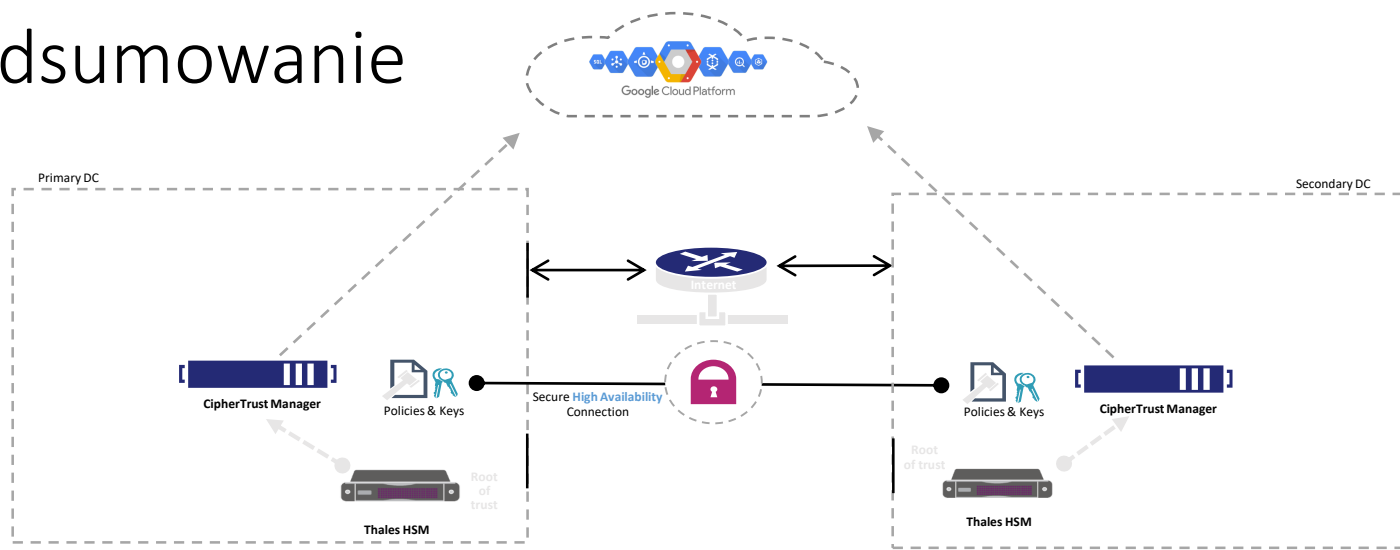 dsumowanie
SQL
Google Cloud Platform
Primary DC
Secondary DC
Internet
CipherTrust Manager
Policies & Keys
Secure High Availability
Connection
Policies & Keys
CipherTrust Manager
Root
of
trust
Thales HSM
Root
of trust
Thales HSM